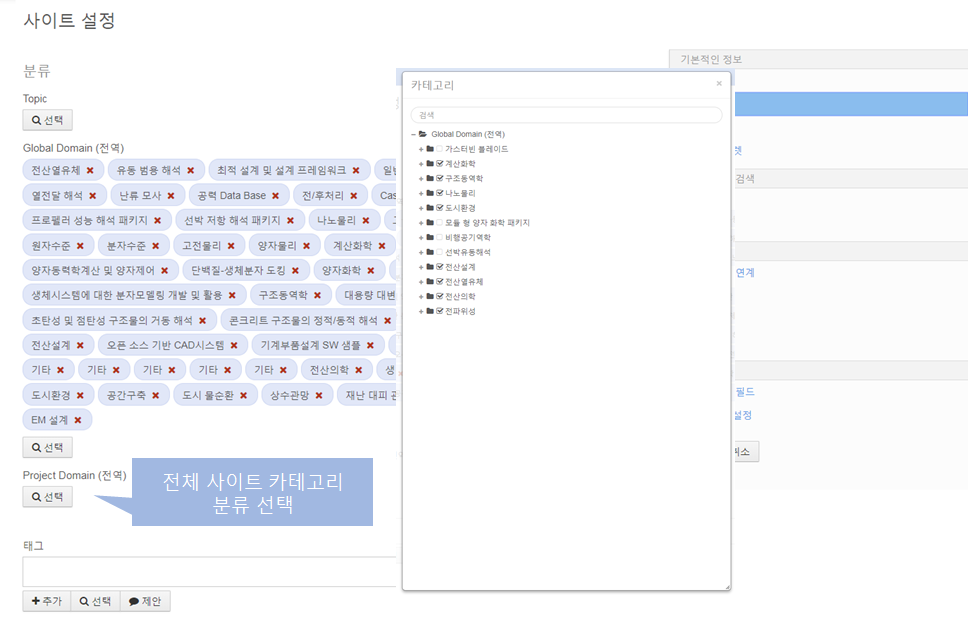 사이트 설정
분류
Topic
선택
Global Domain (전역)
전산열유체 유동 범용 해석 최적 설계 및 설계 프레임워크
열전달 해석 난류 모사 공력 Data Base 전/후처리
프로펠러 성능 해석 패키지 선박 저항 해석 패키지 나노물리
원자수준 분자수준 고전물리 양자물리 계산화학
양자동력학계산 및 양자제어 단백질-생체분자 도킹 양자화학
생체시스템에 대한 분자모델링 개발 및 활용 구조동역학 대용량 대변
초탄성 및 점탄성 구조물의 거동 해석 콘크리트 구조물의 정적/동적 해석
전산설계 오픈 소스 기반 CAD시스템 기계부품설계 SW 샘플
기타 기타 기타 기타 기타 전산의학 생
도시환경 공간구축 도시 물순환 상수관망 재난 대피
EM 설계
선택
Project Domain (전역)
선택
전체 사이트 카테고리
분류 선택
태그
추가 선택 제안
카테고리 ×
검색
Global Domain (전역)
가스터빈 블레이드
계산화학
구조동역학
나노물리
도시환경
모듈 형 양자 화학 패키지
비행공기역학
선박유동해석
전산설계
전산열유체
전산의학
전파위성
기본적인 정보
검색
연계
필드
설정